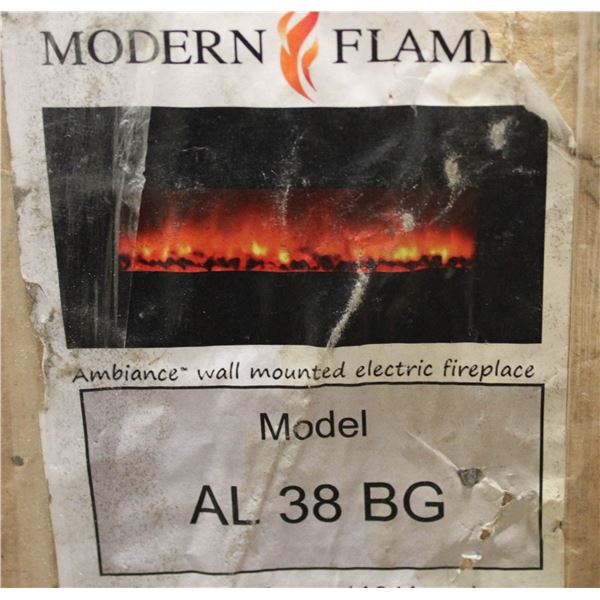 MODERN FLAME
Ambiance™ wall mounted electric fireplace
Model
AL 38 BG